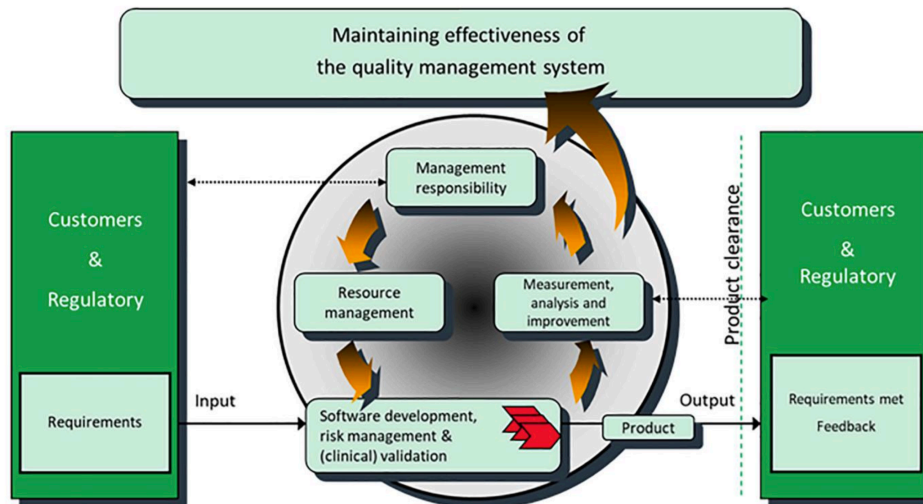 Maintaining effectiveness of
the quality management system
Customers
&
Regulatory
Requirements
Input
Management
responsibility
Resource
management
Measurement,
analysis and
improvement
Software development,
risk management &
(clinical) validation
Product
Output
Product clearance
Customers
&
Regulatory
Requirements met
Feedback